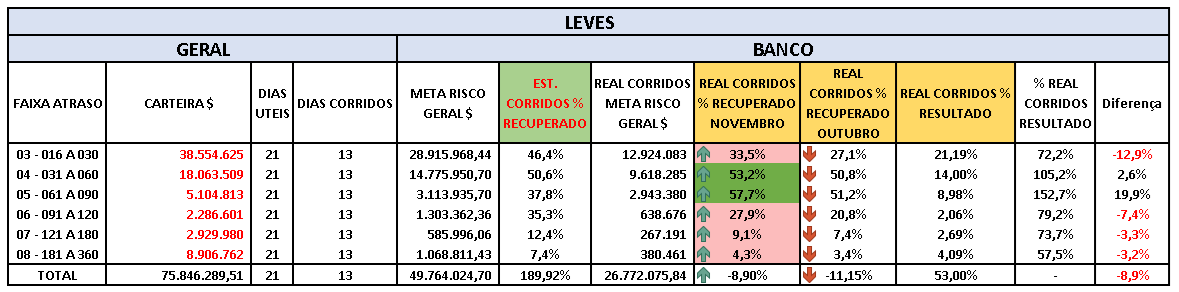 LEVES
GERAL BANCO
FAIXA ATRASO CARTEIRA $ DIAS UTEIS DIAS CORRIDOS META RISCO GERAL $ EST. CORRIDOS % RECUPERADO REAL CORRIDOS META RISCO GERAL $ REAL CORRIDOS % RECUPERADO NOVEMBRO REAL CORRIDOS % RECUPERADO OUTUBRO REAL CORRIDOS % RESULTADO % REAL CORRIDOS RESULTADO Diferença
03 - 016 A 030 38.554.625 21 13 28.915.968,44 46,4% 12.924.083 33,5% 27,1% 21,19% 72,2% -12,9%
04 - 031 A 060 18.063.509 21 13 14.775.950,70 50,6% 9.618.285 53,2% 50,8% 14,00% 105,2% 2,6%
05 - 061 A 090 5.104.813 21 13 3.113.935,70 37,8% 2.943.380 57,7% 51,2% 8,98% 152,7% 19,9%
06 - 091 A 120 2.286.601 21 13 1.303.362,36 35,3% 638.676 27,9% 20,8% 2,06% 79,2% -7,4%
07 - 121 A 180 2.929.980 21 13 585.996,06 12,4% 267.191 9,1% 7,4% 2,69% 73,7% -3,3%
08 - 181 A 360 8.906.762 21 13 1.068.811,43 7,4% 380.461 4,3% 3,4% 4,09% 57,5% -3,2%
TOTAL 75.846.289,51 21 13 49.764.024,70 189,92% 26.772.075,84 -8,90% -11,15% 53,00% - -8,9%